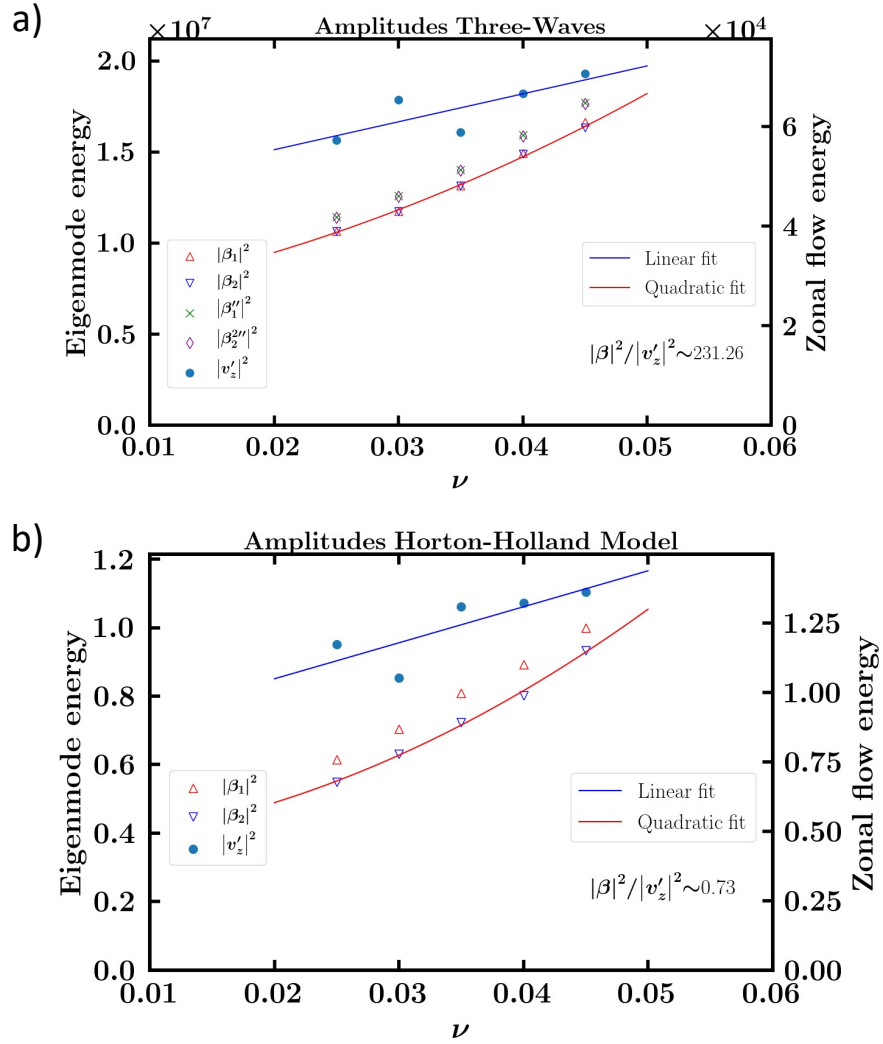 a)
×10⁷ Amplitudes Three-Waves ×10⁴
2.0
1.5
1.0
0.5
0.0
Eigenmode energy
6
4
2
0
Zonal flow energy
|β₁|²
|β₂|²
|β₁′′|²
|β₂²′′|²
|v′_z|²
Linear fit
Quadratic fit
|β|²/|v′_z|²~231.26
0.01 0.02 0.03 0.04 0.05 0.06
ν
b)
Amplitudes Horton-Holland Model
1.2
1.0
0.8
0.6
0.4
0.2
0.0
Eigenmode energy
1.25
1.00
0.75
0.50
0.25
0.00
Zonal flow energy
|β₁|²
|β₂|²
|v′_z|²
Linear fit
Quadratic fit
|β|²/|v′_z|²~0.73
0.01 0.02 0.03 0.04 0.05 0.06
ν